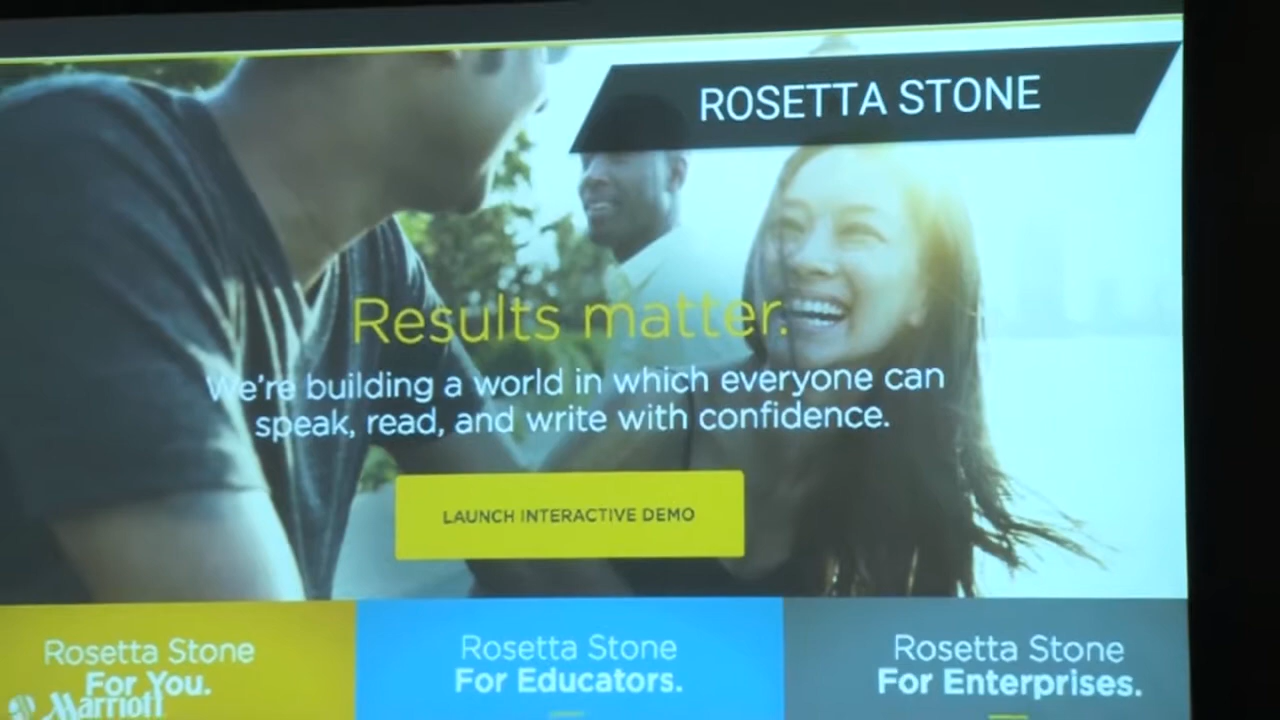 ROSETTA STONE
Results matter.
We're building a world in which everyone can
speak, read, and write with confidence.
LAUNCH INTERACTIVE DEMO
Rosetta Stone
For You.
Rosetta Stone
For Educators.
Rosetta Stone
For Enterprises.
Marriott